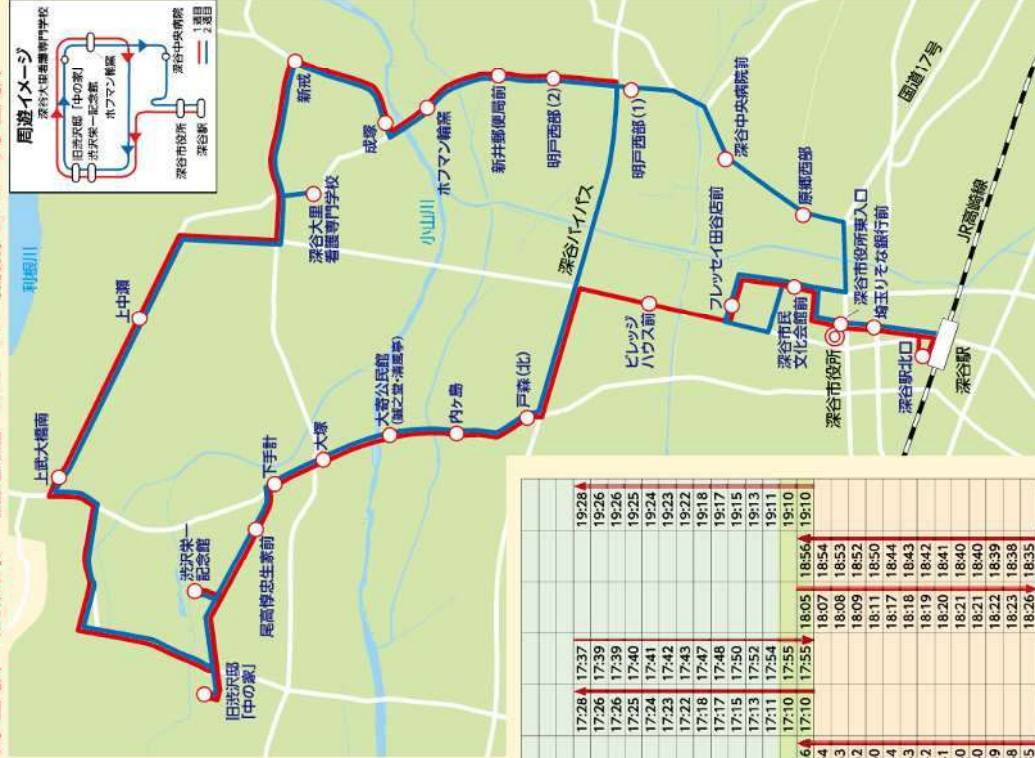 周遊イメージ
深谷大里看護専門学校
旧渋沢邸「中の家」
渋沢栄一記念館
ホフマン輪窯
深谷市役所
深谷駅
深谷中央病院
1週目
2週目
利根川
上武大橋南
上中瀬
新戒
深谷大里
看護専門学校
成塚
ホフマン輪窯
小山川
新井郵便局前
明戸西部(2)
明戸西部(1)
深谷バイパス
深谷中央病院前
原郷西部
国道17号
旧渋沢邸
「中の家」
渋沢栄一
記念館
尾高惇忠生家前
下手計
大塚
大寄公民館
(誠之堂・清風亭)
内ヶ島
戸森(北)
ビレッジ
ハウス前
フレッセイ田谷店前
深谷市民
文化会館前
深谷市役所東入口
深谷市役所
埼玉りそな銀行前
深谷駅北口
深谷駅
JR高崎線
17:28 17:37 19:28
17:26 17:39 19:26
17:26 17:39 19:26
17:25 17:40 19:25
17:24 17:41 19:24
17:23 17:42 19:23
17:22 17:43 19:22
17:18 17:47 19:18
17:17 17:48 19:17
17:15 17:50 19:15
17:13 17:52 19:13
17:11 17:54 19:11
17:10 17:55 19:10
17:10 17:55 18:05 18:56 19:10
18:07 18:54
18:08 18:53
18:09 18:52
18:11 18:50
18:17 18:44
18:18 18:43
18:19 18:42
18:20 18:41
18:21 18:40
18:21 18:40
18:22 18:39
18:23 18:38
18:26 18:35